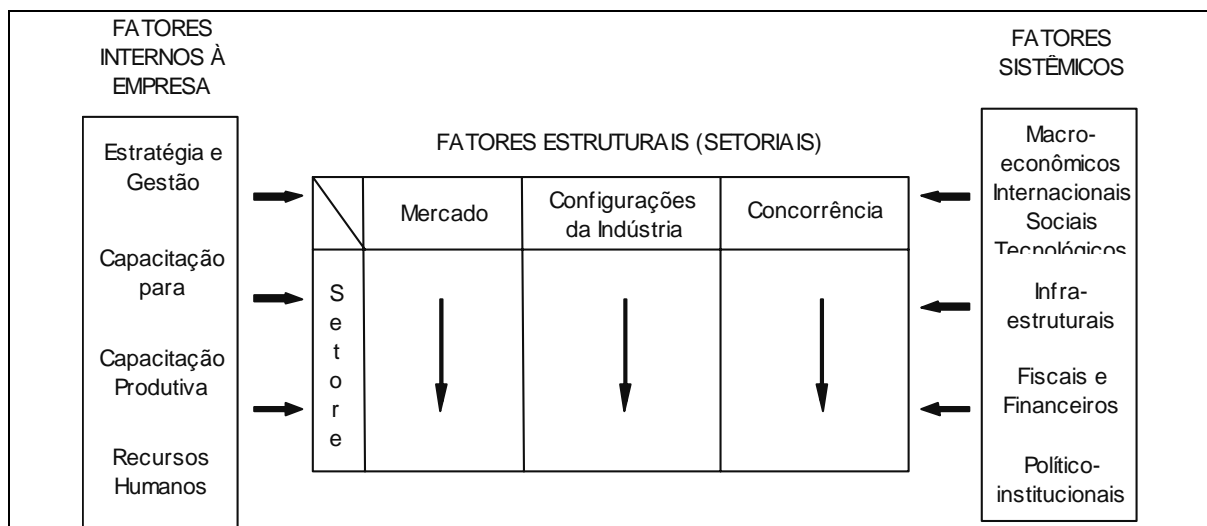 FATORES
INTERNOS À
EMPRESA
Estratégia e
Gestão
Capacitação
para
Capacitação
Produtiva
Recursos
Humanos
FATORES ESTRUTURAIS (SETORIAIS)
Mercado
Configurações
da Indústria
Concorrência
S
e
t
o
r
e
FATORES
SISTÊMICOS
Macro-
econômicos
Internacionais
Sociais
Tecnológicos
Infra-
estruturais
Fiscais e
Financeiros
Político-
institucionais